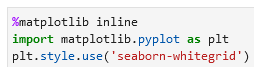 %matplotlib inline
import matplotlib.pyplot as plt
plt.style.use('seaborn-whitegrid')